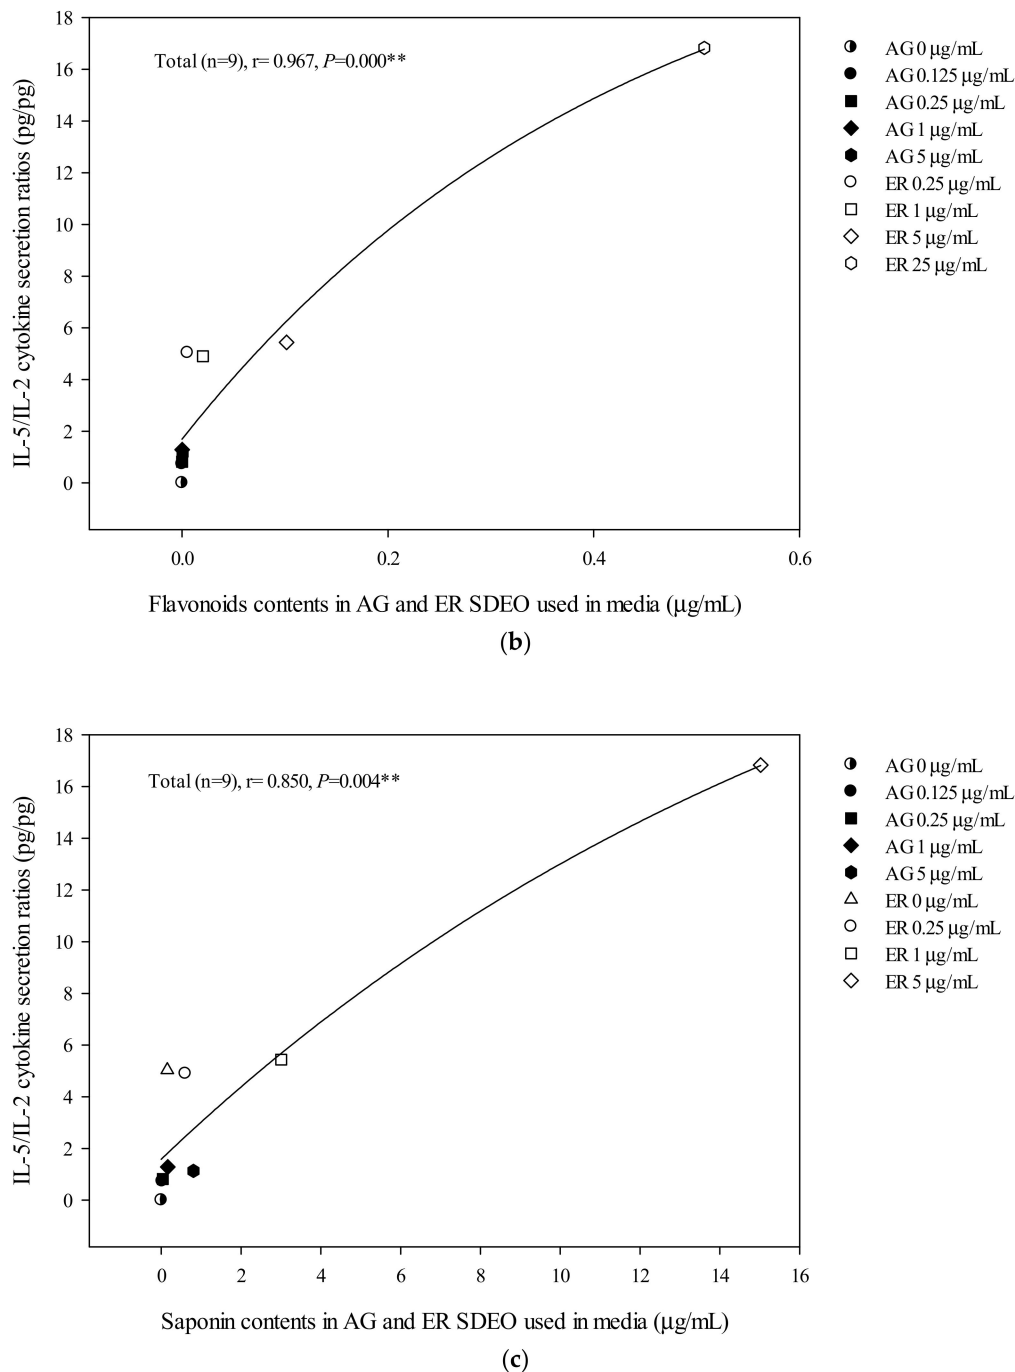 18
16
14
12
10
8
6
4
2
0
IL-5/IL-2 cytokine secretion ratios (pg/pg)
Total (n=9), r= 0.967, P=0.000**
AG 0 μg/mL
AG 0.125 μg/mL
AG 0.25 μg/mL
AG 1 μg/mL
AG 5 μg/mL
ER 0.25 μg/mL
ER 1 μg/mL
ER 5 μg/mL
ER 25 μg/mL
0.0 0.2 0.4 0.6
Flavonoids contents in AG and ER SDEO used in media (μg/mL)
(b)
18
16
14
12
10
8
6
4
2
0
IL-5/IL-2 cytokine secretion ratios (pg/pg)
Total (n=9), r= 0.850, P=0.004**
AG 0 μg/mL
AG 0.125 μg/mL
AG 0.25 μg/mL
AG 1 μg/mL
AG 5 μg/mL
ER 0 μg/mL
ER 0.25 μg/mL
ER 1 μg/mL
ER 5 μg/mL
0 2 4 6 8 10 12 14 16
Saponin contents in AG and ER SDEO used in media (μg/mL)
(c)